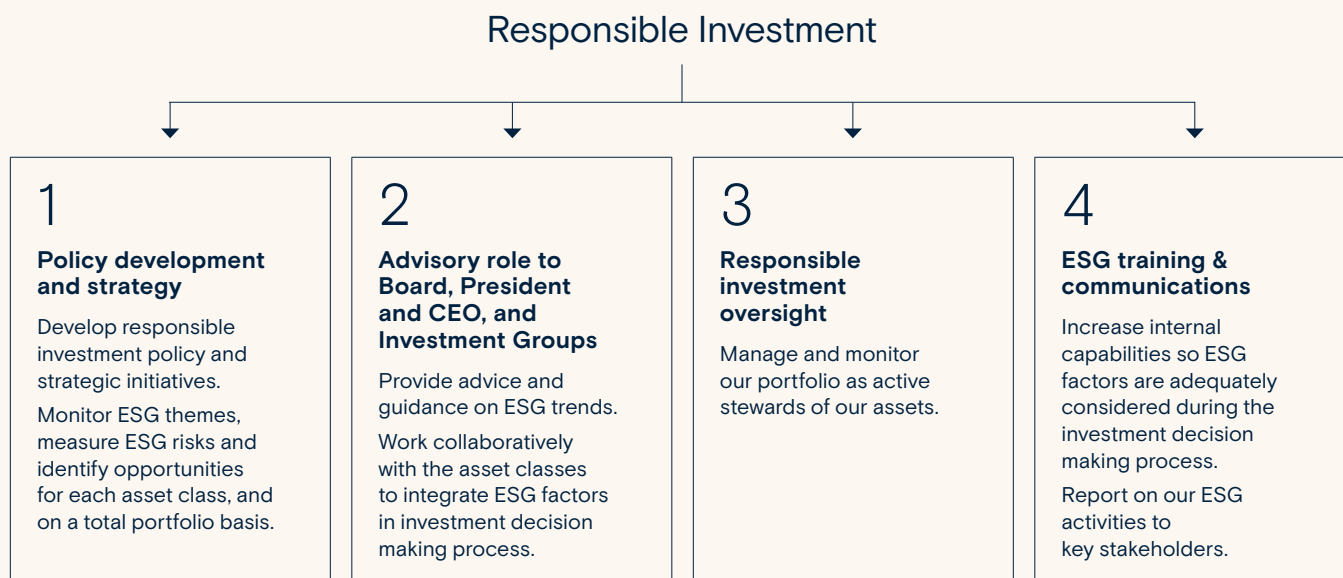 Responsible Investment
1
Policy development
and strategy
Develop responsible
investment policy and
strategic initiatives.
Monitor ESG themes,
measure ESG risks and
identify opportunities
for each asset class, and
on a total portfolio basis.
2
Advisory role to
Board, President
and CEO, and
Investment Groups
Provide advice and
guidance on ESG trends.
Work collaboratively
with the asset classes
to integrate ESG factors
in investment decision
making process.
3
Responsible
investment
oversight
Manage and monitor
our portfolio as active
stewards of our assets.
4
ESG training &
communications
Increase internal
capabilities so ESG
factors are adequately
considered during the
investment decision
making process.
Report on our ESG
activities to
key stakeholders.